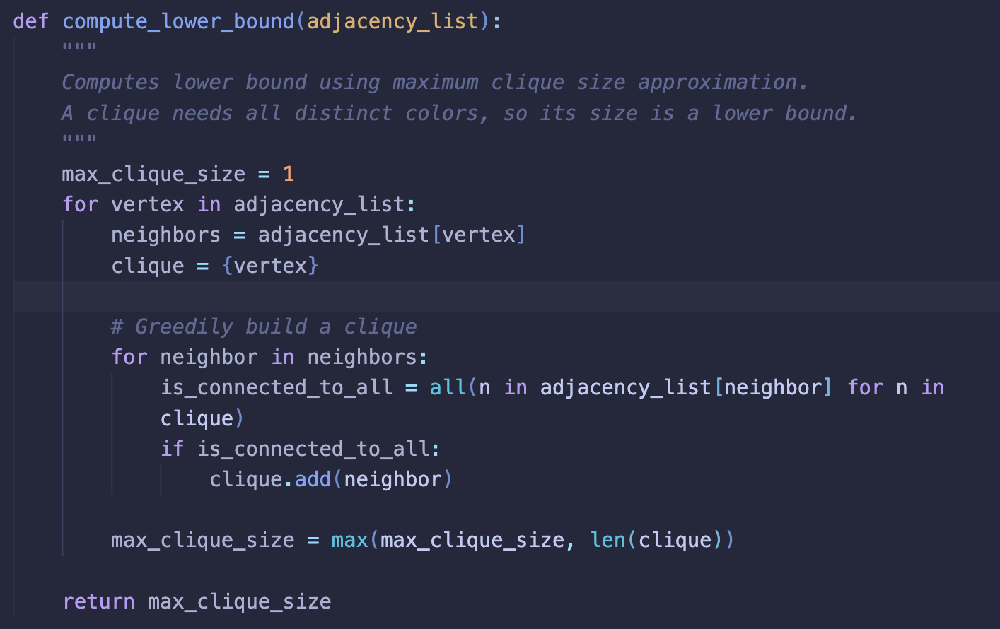 def compute_lower_bound(adjacency_list):
    """
    Computes lower bound using maximum clique size approximation.
    A clique needs all distinct colors, so its size is a lower bound.
    """
    max_clique_size = 1
    for vertex in adjacency_list:
        neighbors = adjacency_list[vertex]
        clique = {vertex}
        # Greedily build a clique
        for neighbor in neighbors:
            is_connected_to_all = all(n in adjacency_list[neighbor] for n in
            clique)
            if is_connected_to_all:
                clique.add(neighbor)
        max_clique_size = max(max_clique_size, len(clique))
    return max_clique_size